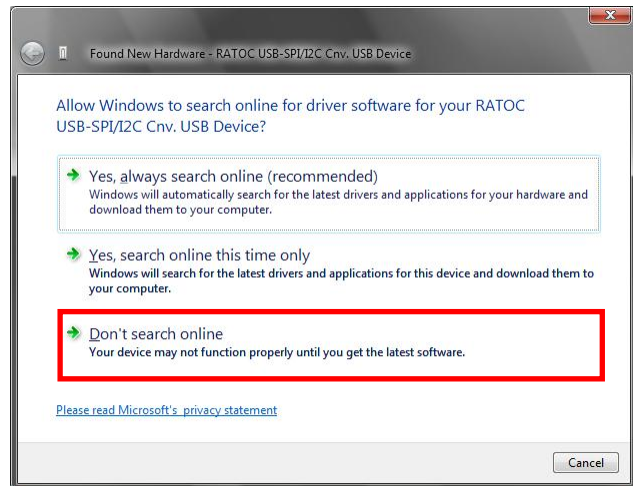 Found New Hardware - RATOC USB-SPI/I2C Cnv. USB Device
Allow Windows to search online for driver software for your RATOC
USB-SPI/I2C Cnv. USB Device?
Yes, always search online (recommended)
Windows will automatically search for the latest drivers and applications for your hardware and
download them to your computer.
Yes, search online this time only
Windows will search for the latest drivers and applications for this device and download them to
your computer.
Don't search online
Your device may not function properly until you get the latest software.
Please read Microsoft's privacy statement
Cancel